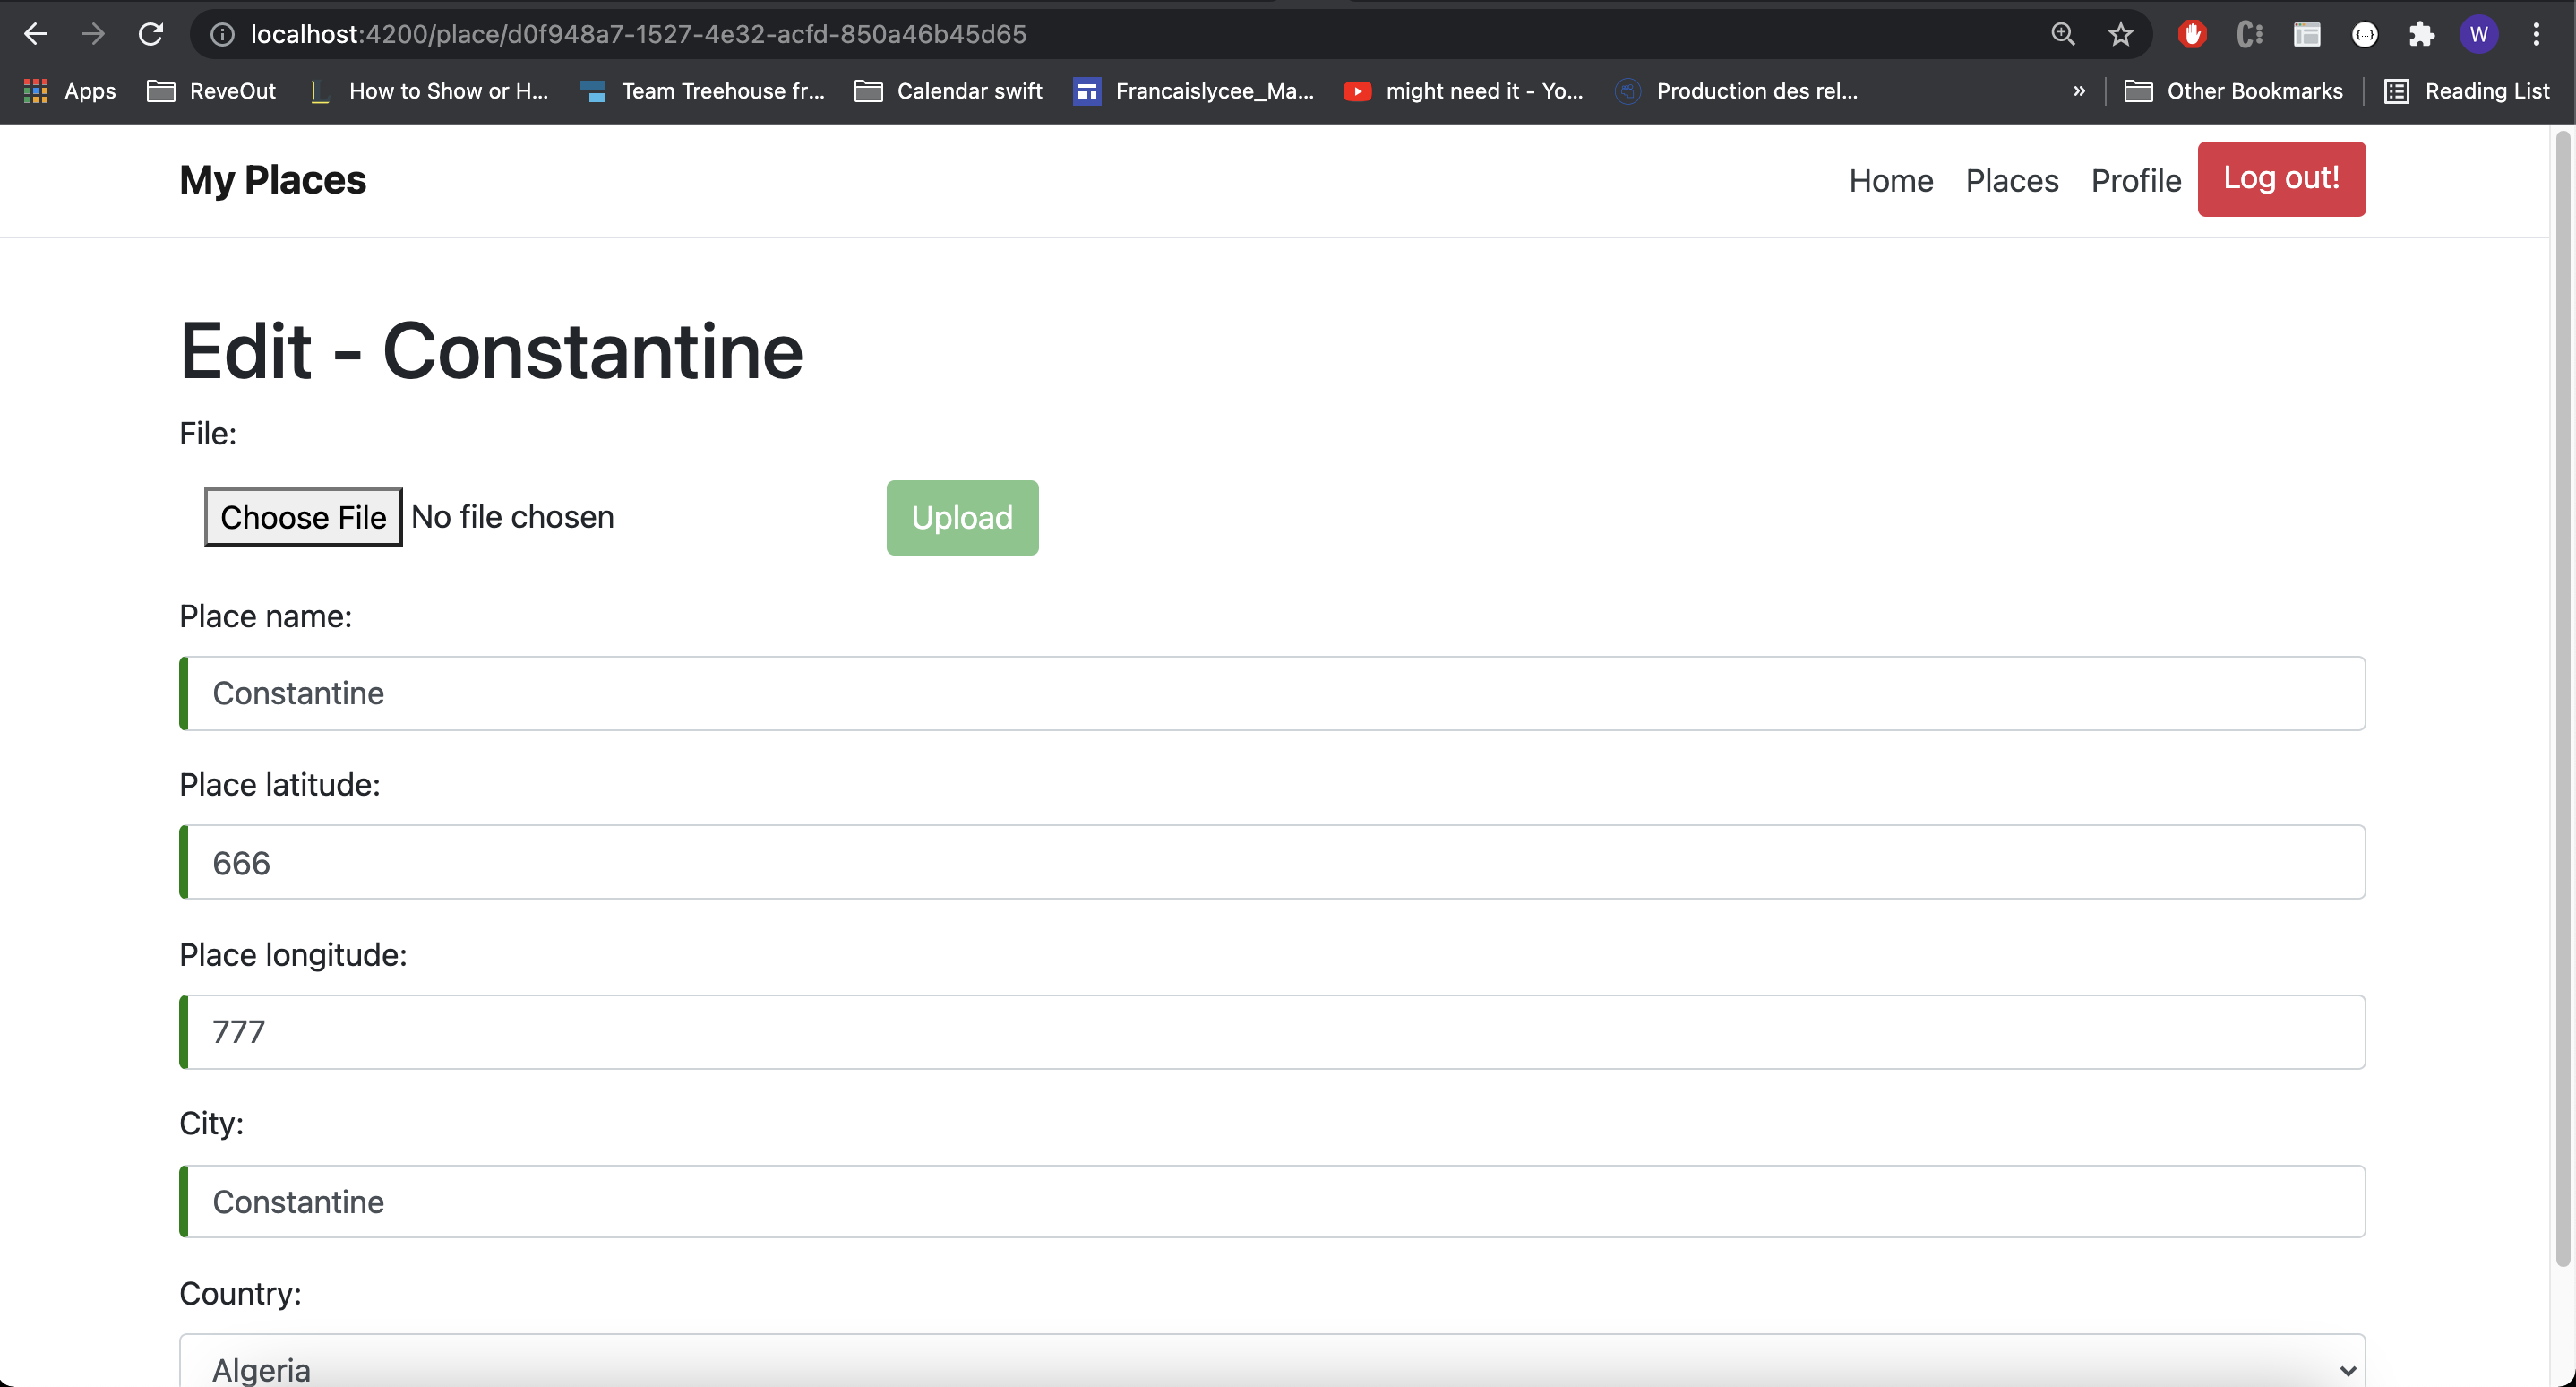 localhost:4200/place/d0f948a7-1527-4e32-acfd-850a46b45d65 W
Apps ReveOut How to Show or H... Team Treehouse fr... Calendar swift Francaislycee_Ma... might need it - Yo... Production des rel... » Other Bookmarks Reading List
My Places Home Places Profile Log out!
Edit - Constantine
File:
Choose File No file chosen Upload
Place name:
Constantine
Place latitude:
666
Place longitude:
777
City:
Constantine
Country:
Algeria